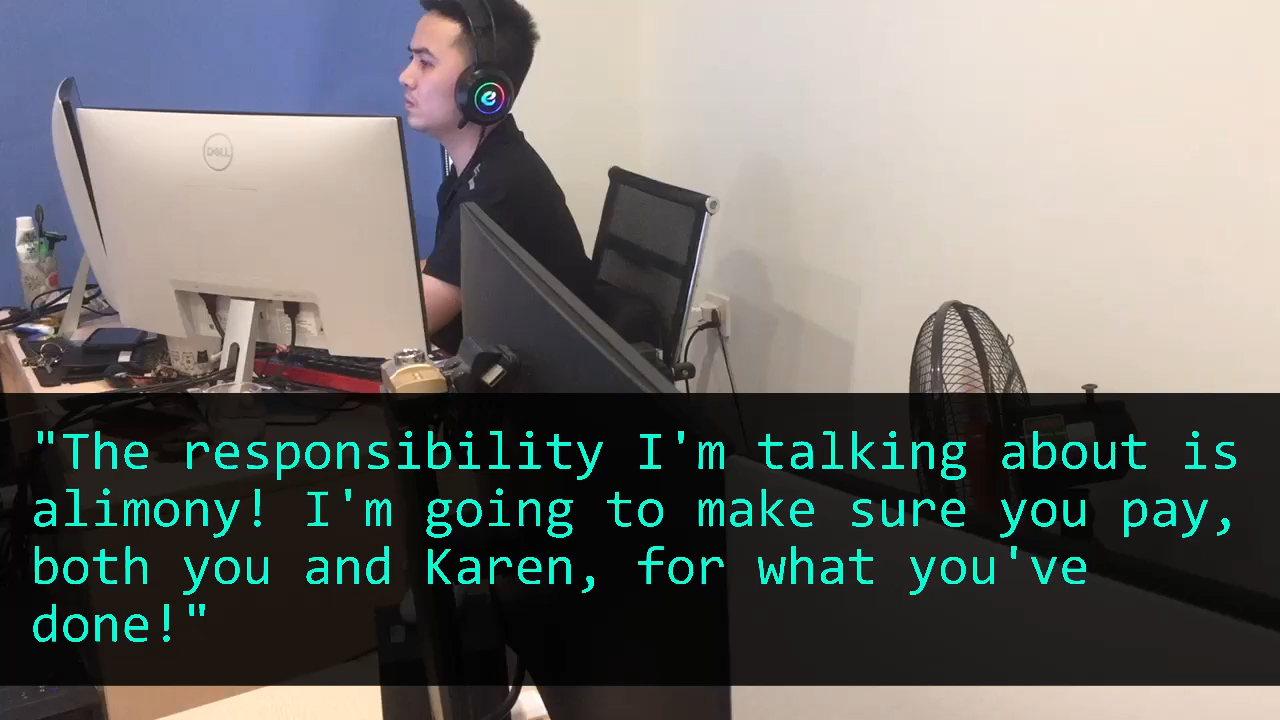 DELL
"The responsibility I'm talking about is
alimony! I'm going to make sure you pay,
both you and Karen, for what you've
done!"